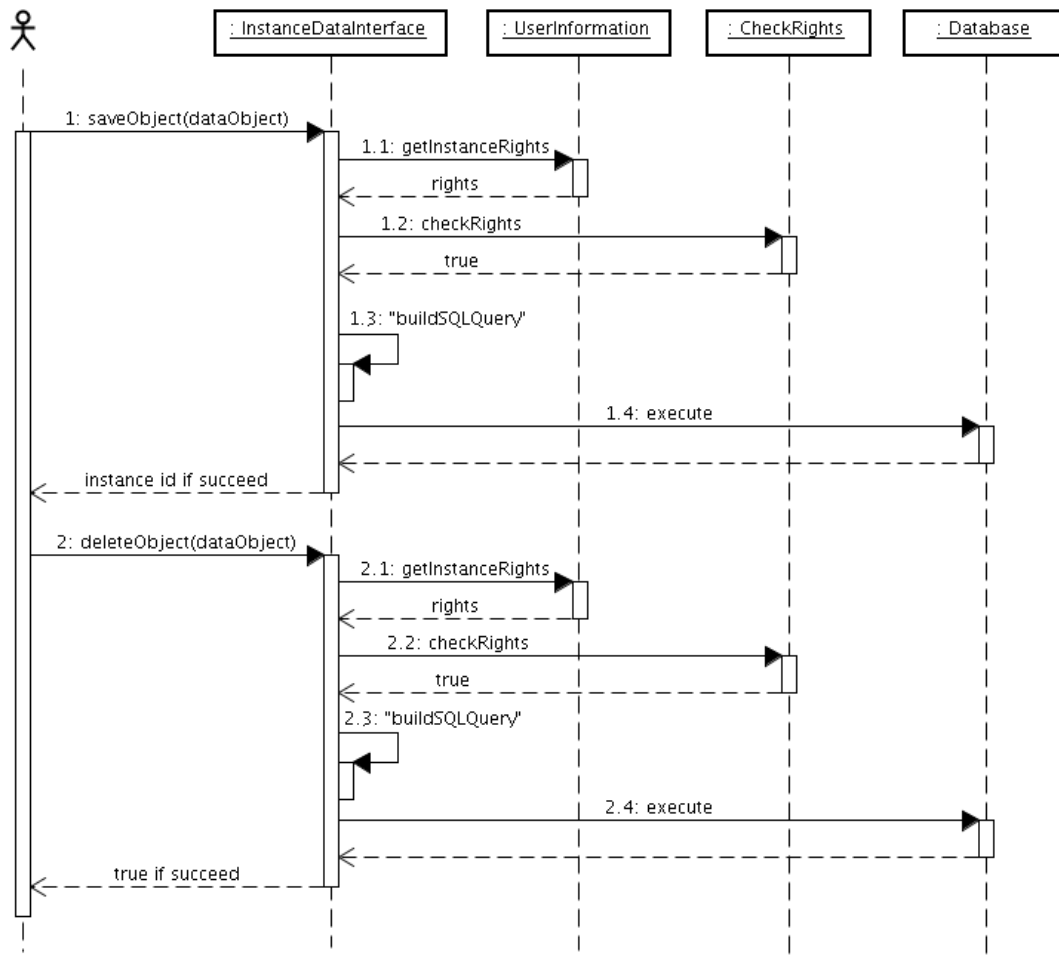 : InstanceDataInterface
: UserInformation
: CheckRights
: Database
1: saveObject(dataObject)
1.1: getInstanceRights
rights
1.2: checkRights
true
1.3: "buildSQLQuery"
1.4: execute
instance id if succeed
2: deleteObject(dataObject)
2.1: getInstanceRights
rights
2.2: checkRights
true
2.3: "buildSQLQuery"
2.4: execute
true if succeed